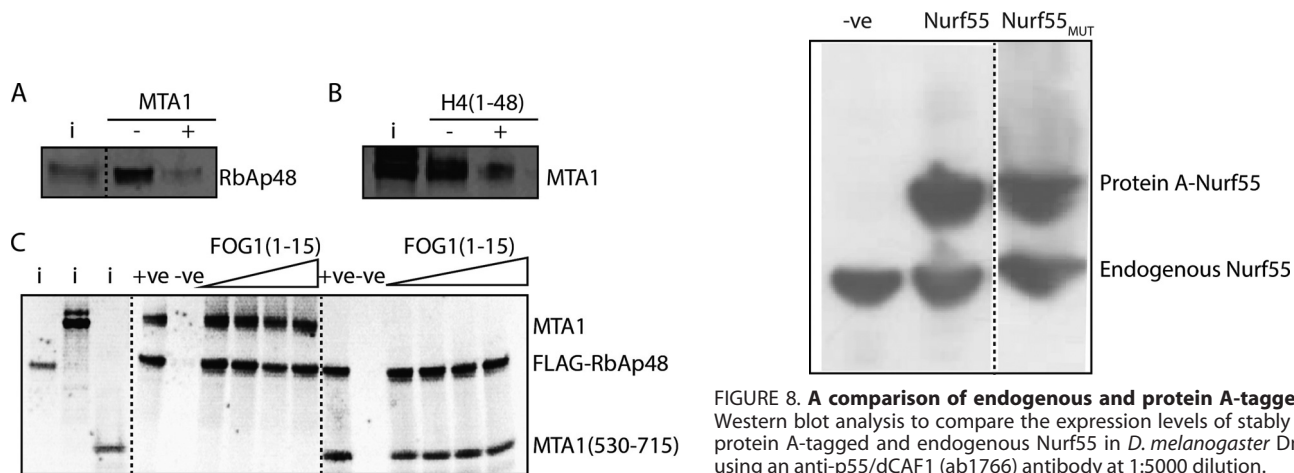 A
MTA1
i - +
RbAp48
B
H4(1-48)
i - +
MTA1
C
FOG1(1-15) FOG1(1-15)
i i i +ve -ve +ve -ve
MTA1
FLAG-RbAp48
MTA1(530-715)
-ve Nurf55 Nurf55MUT
Protein A-Nurf55
Endogenous Nurf55
FIGURE 8. A comparison of endogenous and protein A-tagge
Western blot analysis to compare the expression levels of stably
protein A-tagged and endogenous Nurf55 in D. melanogaster Dr
using an anti-p55/dCAF1 (ab1766) antibody at 1:5000 dilution.